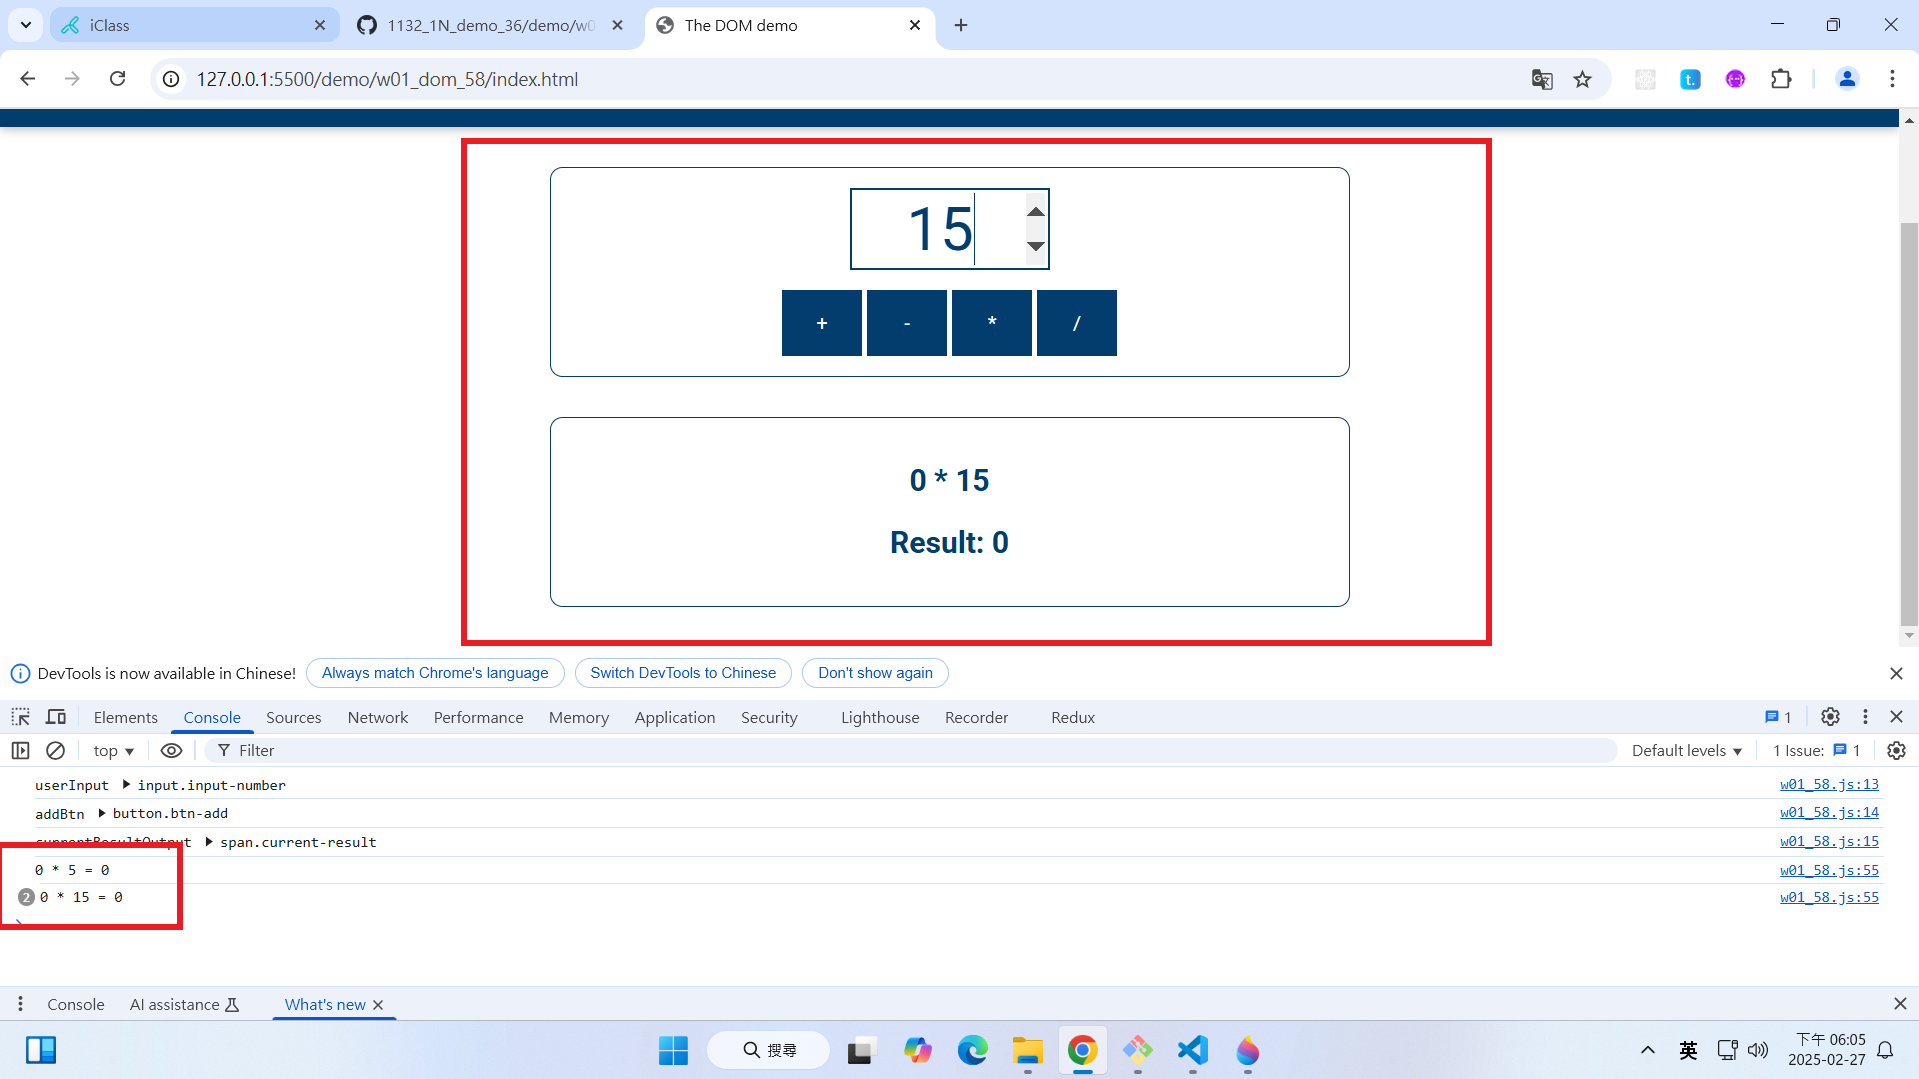 iClass
1132_1N_demo_36/demo/w0
The DOM demo
127.0.0.1:5500/demo/w01_dom_58/index.html
15
+ - * /
0 * 15
Result: 0
DevTools is now available in Chinese! Always match Chrome's language Switch DevTools to Chinese Don't show again
Elements Console Sources Network Performance Memory Application Security Lighthouse Recorder Redux 1
top Filter Default levels 1 Issue: 1
userInput input.input-number w01_58.js:13
addBtn button.btn-add w01_58.js:14
currentResultOutput span.current-result w01_58.js:15
0 * 5 = 0 w01_58.js:55
2 0 * 15 = 0 w01_58.js:55
Console AI assistance What's new
搜尋
英
下午 06:05
2025-02-27